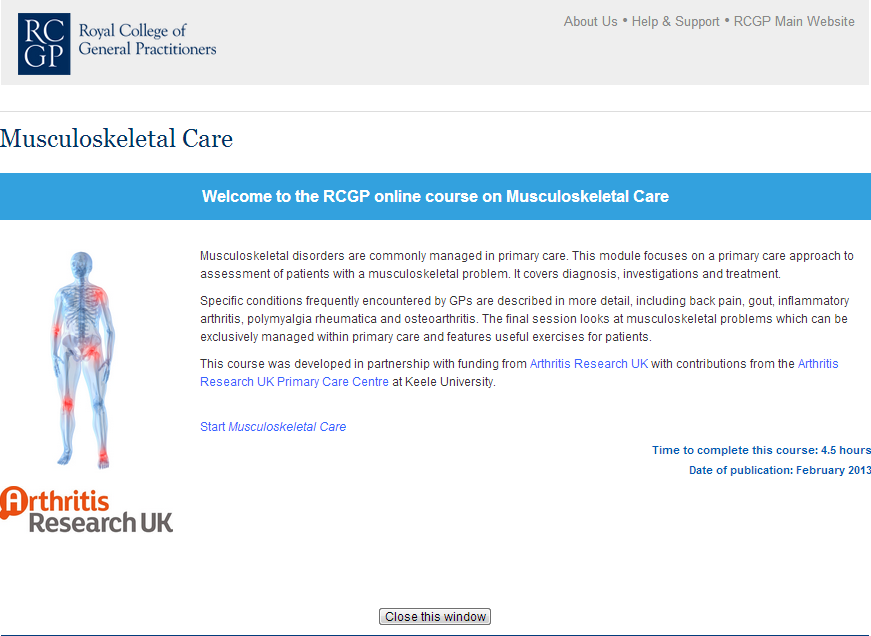 RC
GP
Royal College of
General Practitioners
About Us • Help & Support • RCGP Main Website
Musculoskeletal Care
Welcome to the RCGP online course on Musculoskeletal Care
Musculoskeletal disorders are commonly managed in primary care. This module focuses on a primary care approach to
assessment of patients with a musculoskeletal problem. It covers diagnosis, investigations and treatment.
Specific conditions frequently encountered by GPs are described in more detail, including back pain, gout, inflammatory
arthritis, polymyalgia rheumatica and osteoarthritis. The final session looks at musculoskeletal problems which can be
exclusively managed within primary care and features useful exercises for patients.
This course was developed in partnership with funding from Arthritis Research UK with contributions from the Arthritis
Research UK Primary Care Centre at Keele University.
Start Musculoskeletal Care
Time to complete this course: 4.5 hours
Date of publication: February 2013
Arthritis
Research UK
Close this window